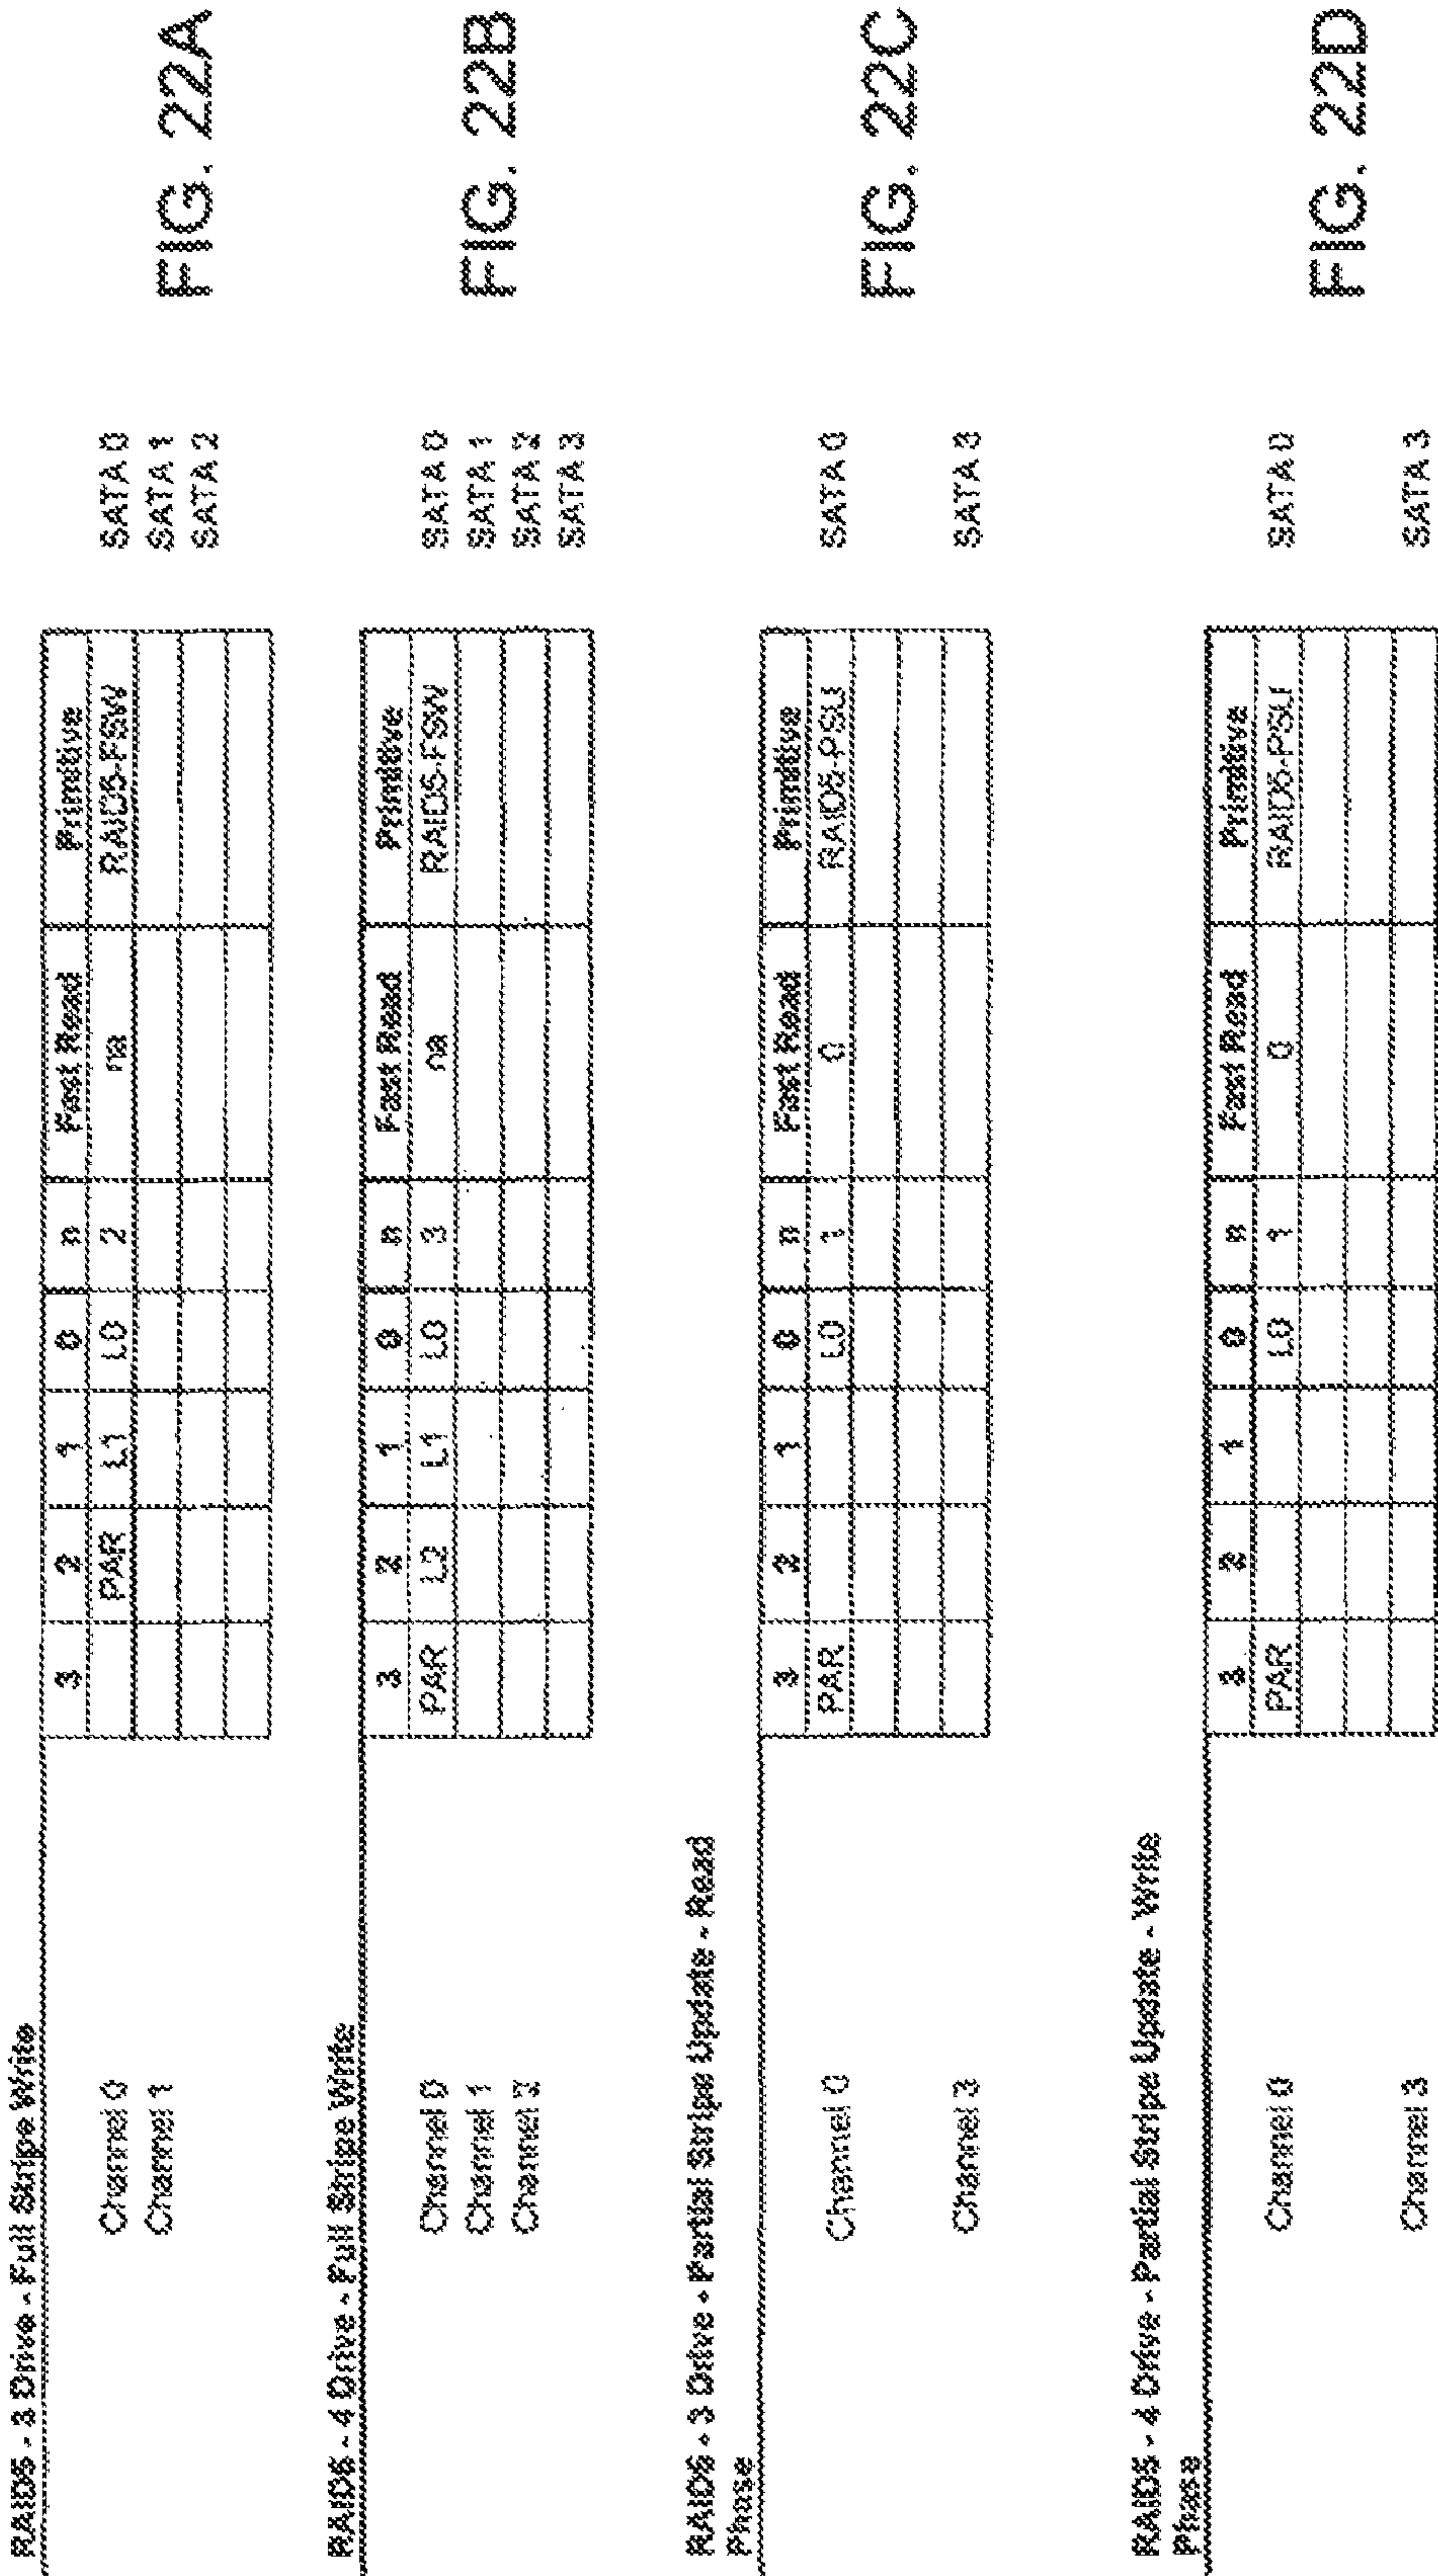 RAID5 - 3 Drive - Full Stripe Write
3 2 1 0 n Fast Read Primitive
Channel 0 PAR L1 L0 2 na RAID5-FSW SATA 0
Channel 1 SATA 1
SATA 2
FIG. 22A
RAID5 - 4 Drive - Full Stripe Write
3 2 1 0 n Fast Read Primitive
Channel 0 PAR L2 L1 L0 3 na RAID5-FSW SATA 0
Channel 1 SATA 1
Channel 2 SATA 2
SATA 3
FIG. 22B
RAID5 - 3 Drive - Partial Stripe Update - Read
Phase
3 2 1 0 n Fast Read Primitive
Channel 0 PAR L0 1 0 RAID5-PSU SATA 0
Channel 3 SATA 3
FIG. 22C
RAID5 - 4 Drive - Partial Stripe Update - Write
Phase
3 2 1 0 n Fast Read Primitive
Channel 0 PAR L0 1 0 RAID5-PSU SATA 0
Channel 3 SATA 3
FIG. 22D